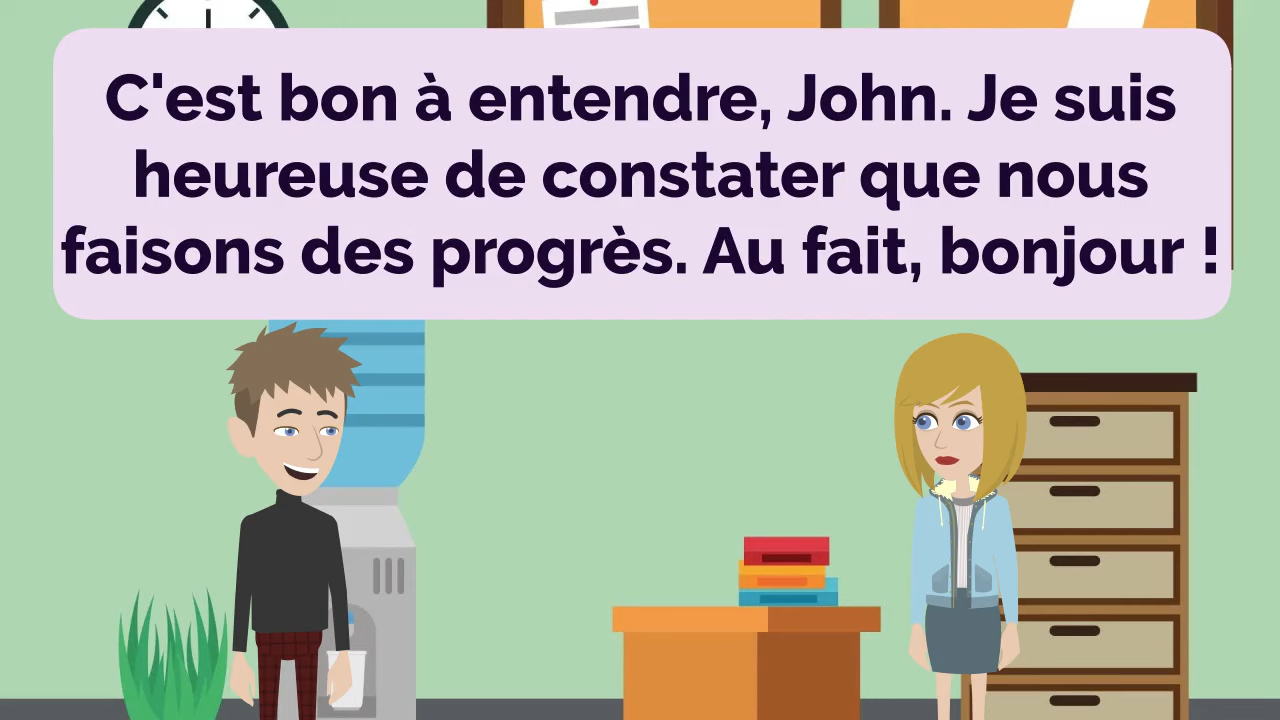 C'est bon à entendre, John. Je suis
heureuse de constater que nous
faisons des progrès. Au fait, bonjour !